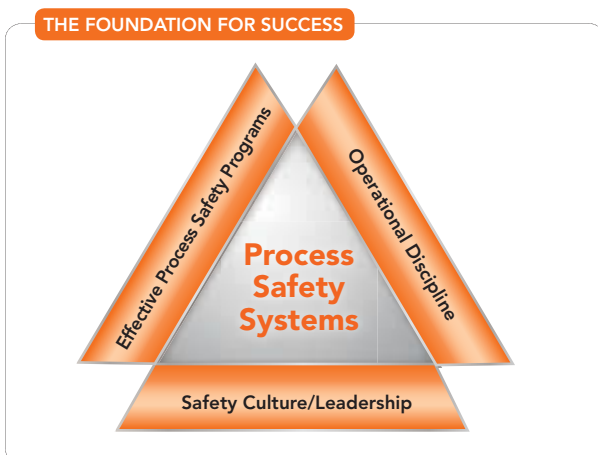 THE FOUNDATION FOR SUCCESS
Effective Process Safety Programs
Operational Discipline
Process
Safety
Systems
Safety Culture/Leadership